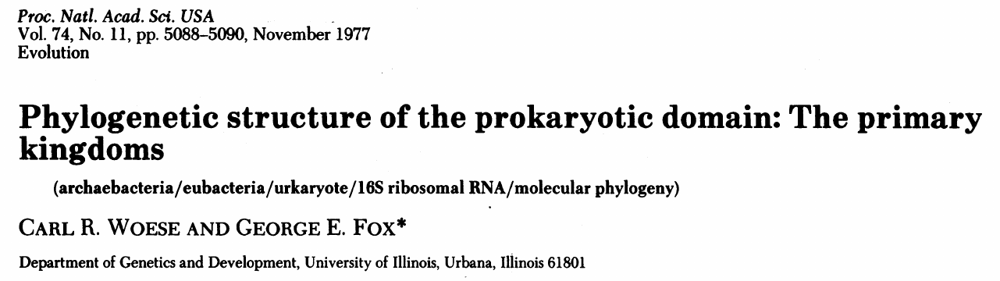 Proc. Natl. Acad. Sci. USA
Vol. 74, No. 11, pp. 5088–5090, November 1977
Evolution
Phylogenetic structure of the prokaryotic domain: The primary
kingdoms
(archaebacteria/eubacteria/urkaryote/16S ribosomal RNA/molecular phylogeny)
CARL R. WOESE AND GEORGE E. FOX*
Department of Genetics and Development, University of Illinois, Urbana, Illinois 61801